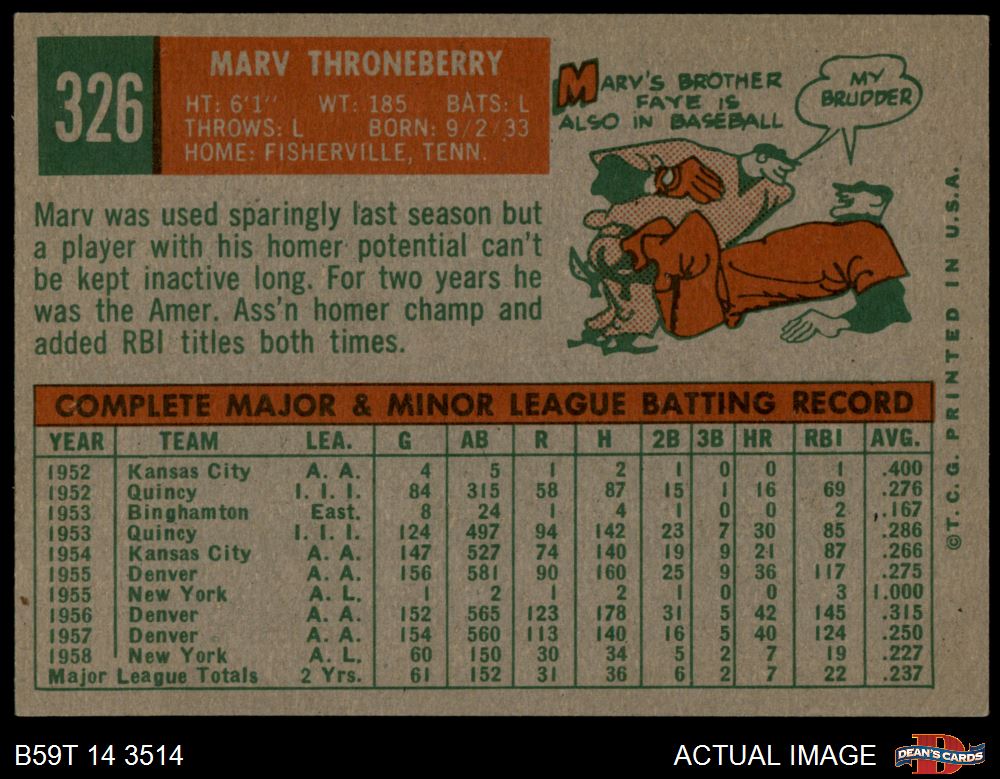 326
MARV THRONEBERRY
HT: 6'1" WT: 185 BATS: L
THROWS: L BORN: 9/2/33
HOME: FISHERVILLE, TENN.
MARV'S BROTHER
FAYE IS
ALSO IN BASEBALL
MY
BRUDDER
Marv was used sparingly last season but
a player with his homer potential can't
be kept inactive long. For two years he
was the Amer. Ass'n homer champ and
added RBI titles both times.
COMPLETE MAJOR & MINOR LEAGUE BATTING RECORD
YEAR TEAM LEA. G AB R H 2B 3B HR RBI AVG.
1952 Kansas City A. A. 4 5 1 2 1 0 0 1 .400
1952 Quincy I. I. I. 84 315 58 87 15 1 16 69 .276
1953 Binghamton East. 8 24 1 4 1 0 0 2 .167
1953 Quincy I. I. I. 124 497 94 142 23 7 30 85 .286
1954 Kansas City A. A. 147 527 74 140 19 9 21 87 .266
1955 Denver A. A. 156 581 90 160 25 9 36 117 .275
1955 New York A. L. 1 2 1 2 1 0 0 3 1.000
1956 Denver A. A. 152 565 123 178 31 5 42 145 .315
1957 Denver A. A. 154 560 113 140 16 5 40 124 .250
1958 New York A. L. 60 150 30 34 5 2 7 19 .227
Major League Totals 2 Yrs. 61 152 31 36 6 2 7 22 .237
©T. C. G. PRINTED IN U.S.A.
B59T 14 3514
ACTUAL IMAGE
D
DEAN'S CARDS